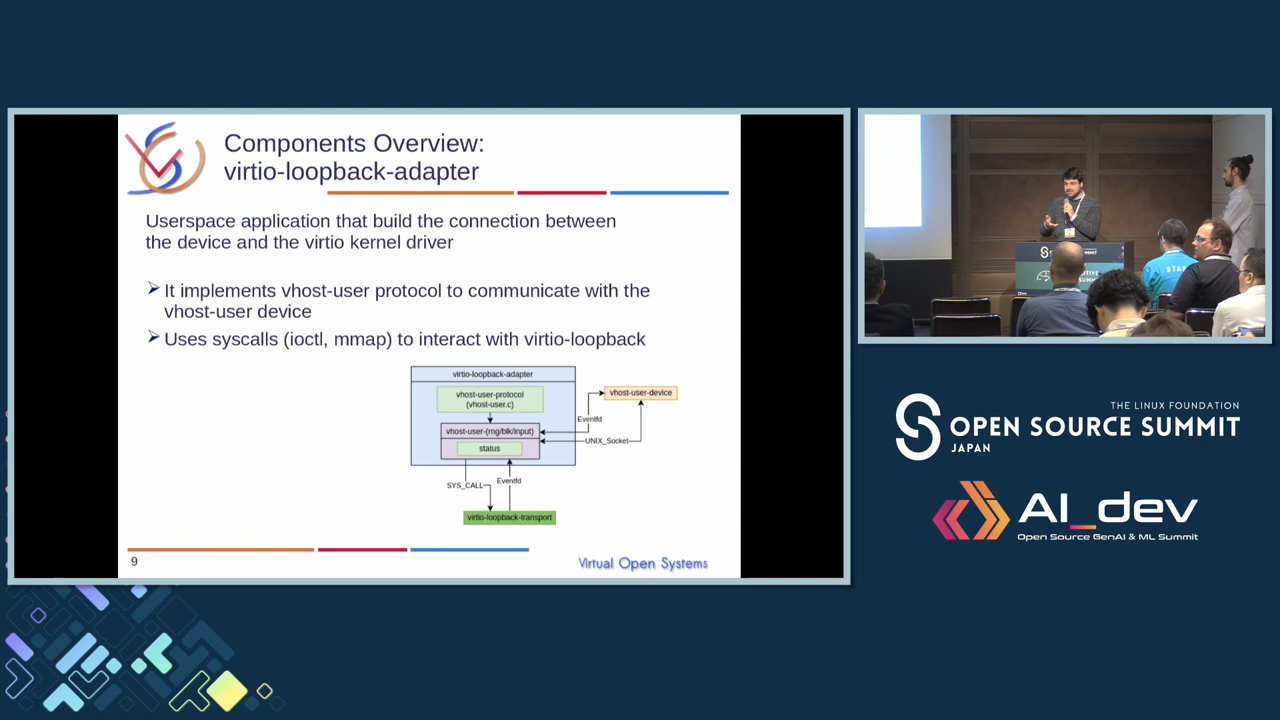 Components Overview:
virtio-loopback-adapter
Userspace application that build the connection between
the device and the virtio kernel driver
It implements vhost-user protocol to communicate with the
vhost-user device
Uses syscalls (ioctl, mmap) to interact with virtio-loopback
virtio-loopback-adapter
vhost-user-protocol
(vhost-user.c)
vhost-user-device
Eventfd
vhost-user-(rng/blk/input)
UNIX_Socket
status
SYS_CALL
Eventfd
virtio-loopback-transport
9
Virtual Open Systems
SUMMIT
SUMMIT
STAF
THE LINUX FOUNDATION
OPEN SOURCE SUMMIT
JAPAN
AI_dev
Open Source GenAI & ML Summit